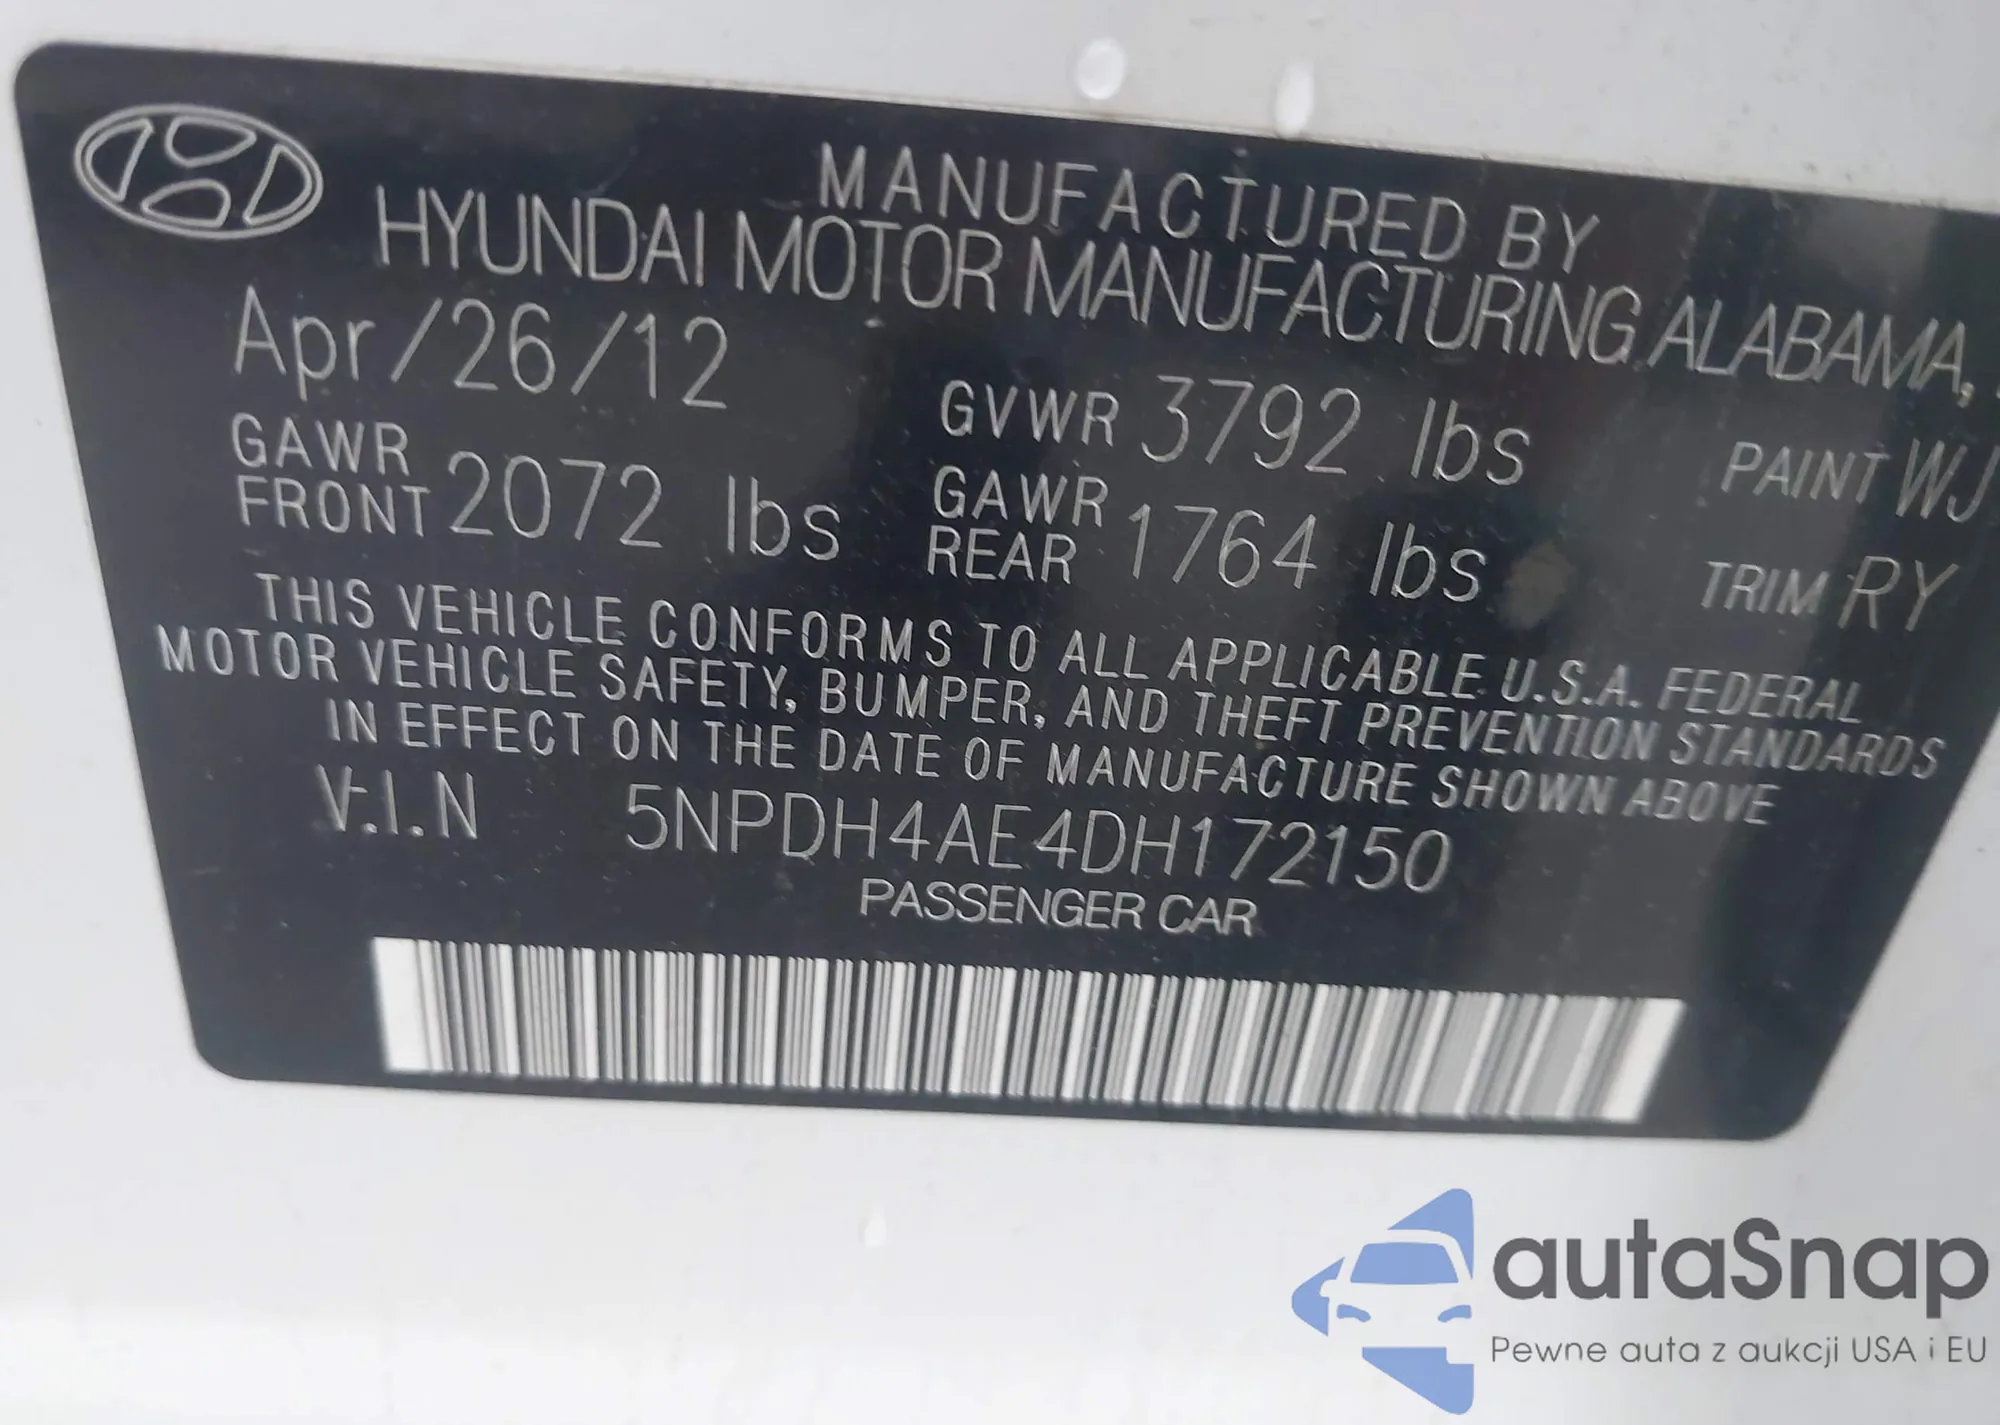 MANUFACTURED BY
HYUNDAI MOTOR MANUFACTURING ALABAMA,
Apr/26/12 GVWR 3792 lbs PAINT WJ
GAWR FRONT 2072 lbs GAWR REAR 1764 lbs TRIM RY
THIS VEHICLE CONFORMS TO ALL APPLICABLE U.S.A. FEDERAL
MOTOR VEHICLE SAFETY, BUMPER, AND THEFT PREVENTION STANDARDS
IN EFFECT ON THE DATE OF MANUFACTURE SHOWN ABOVE
V.I.N 5NPDH4AE4DH172150
PASSENGER CAR
autaSnap
Pewne auta z aukcji USA i EU